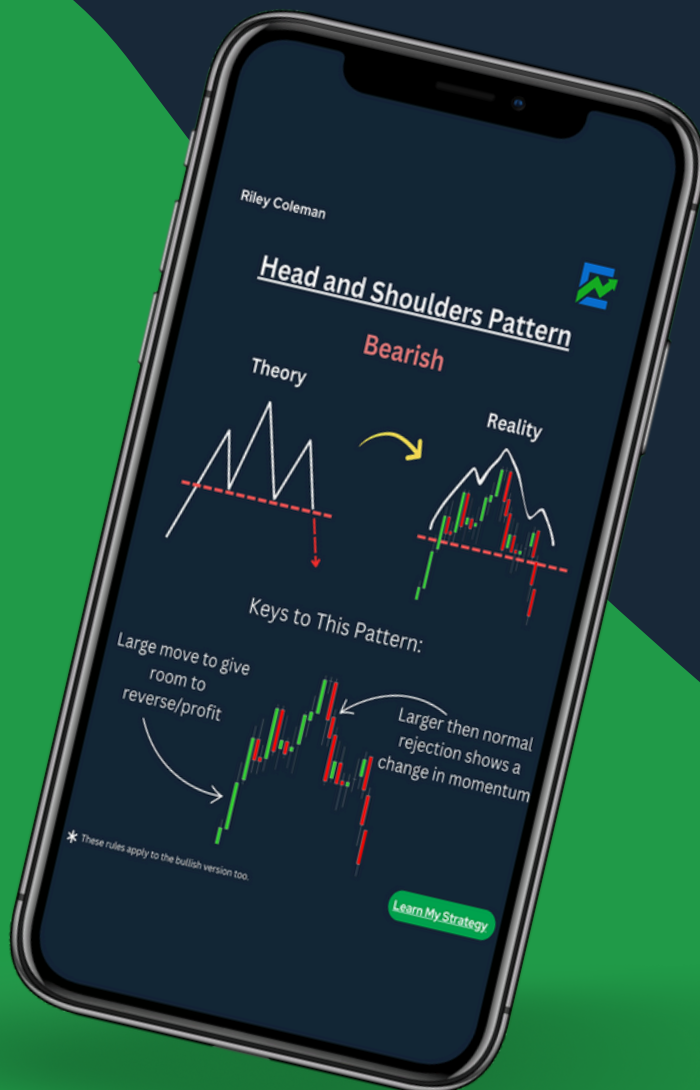 Riley Coleman
Head and Shoulders Pattern
Bearish
Theory
Reality
Keys to This Pattern:
Large move to give
room to
reverse/profit
Larger then normal
rejection shows a
change in momentum
* These rules apply to the bullish version too.
Learn My Strategy